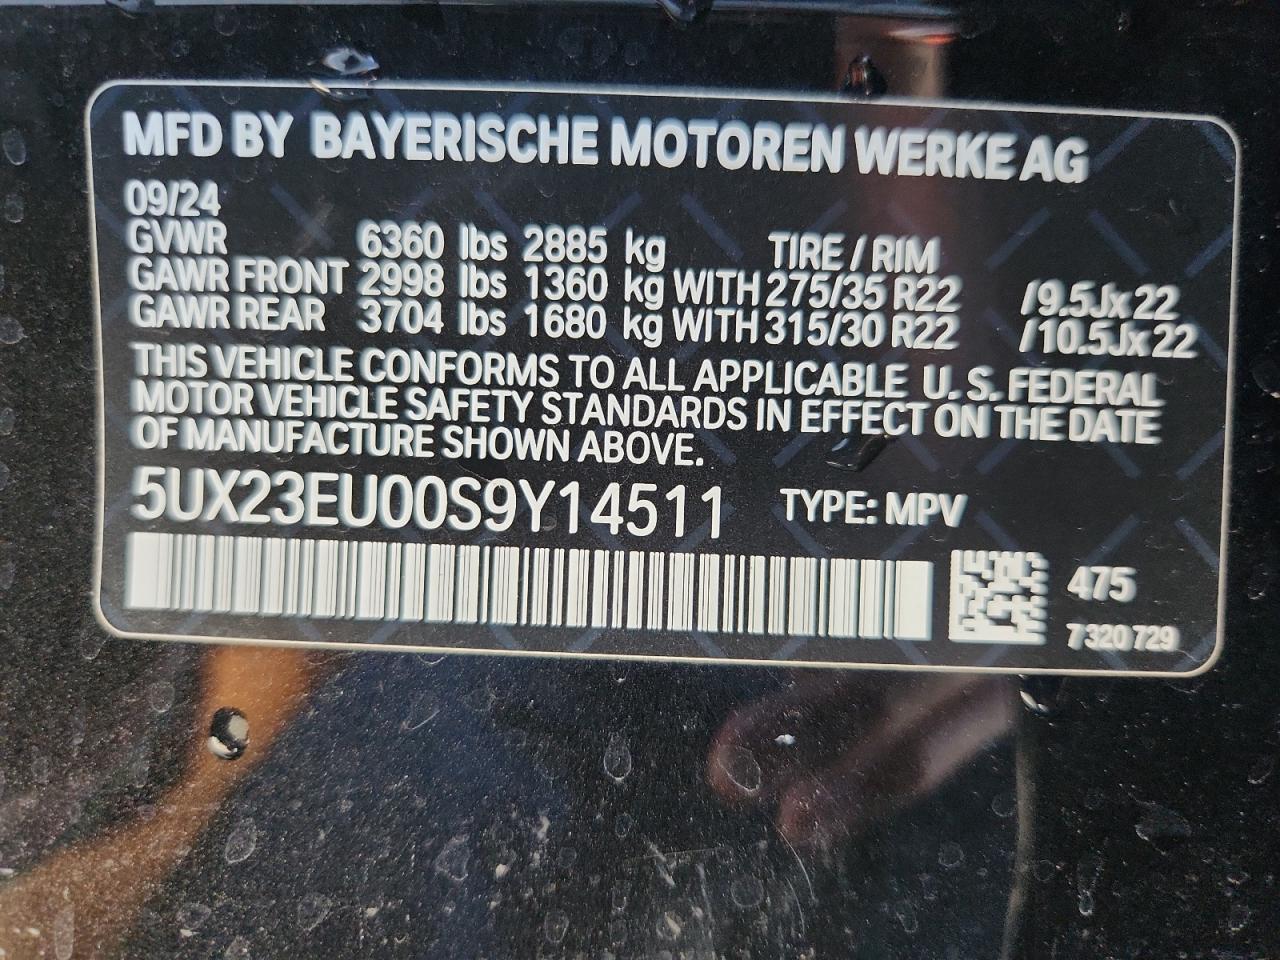 MFD BY BAYERISCHE MOTOREN WERKE AG
09/24
GVWR 6360 lbs 2885 kg TIRE / RIM
GAWR FRONT 2998 lbs 1360 kg WITH 275/35 R22 /9.5Jx22
GAWR REAR 3704 lbs 1680 kg WITH 315/30 R22 /10.5Jx22
THIS VEHICLE CONFORMS TO ALL APPLICABLE U.S. FEDERAL
MOTOR VEHICLE SAFETY STANDARDS IN EFFECT ON THE DATE
OF MANUFACTURE SHOWN ABOVE.
5UX23EU00S9Y14511 TYPE: MPV
475
7320729